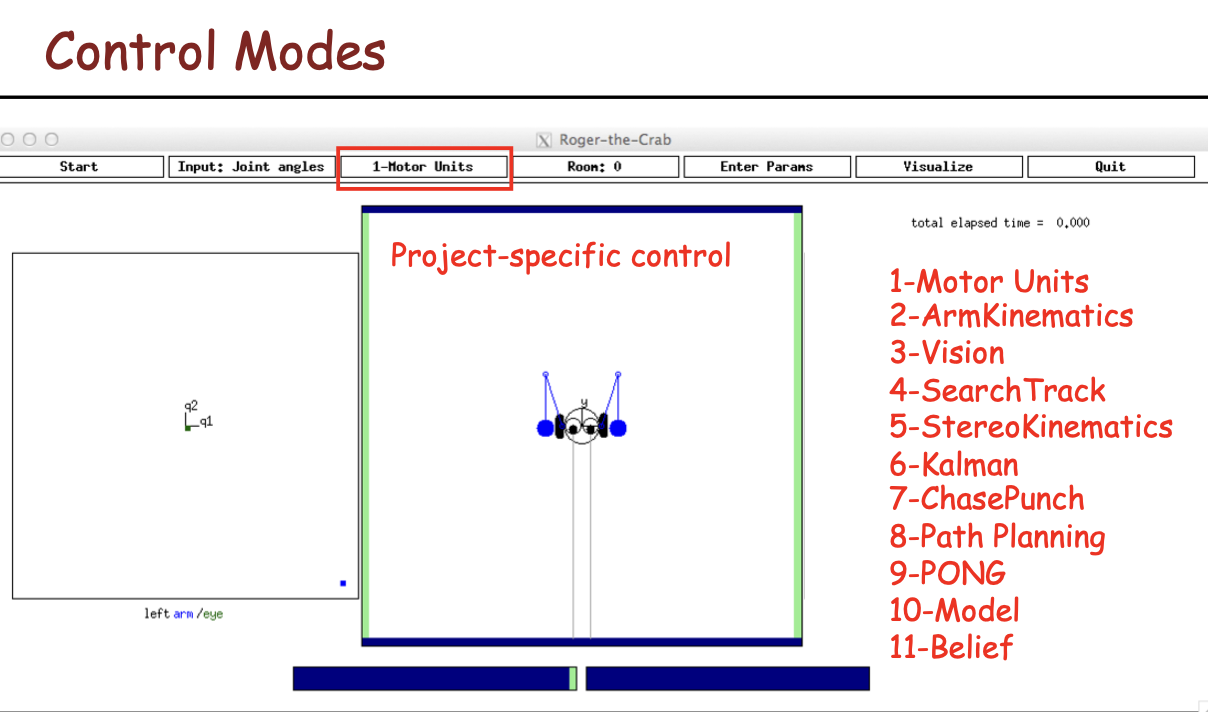 Control Modes
X Roger-the-Crab
Start
Input: Joint angles
1-Motor Units
Room: 0
Enter Params
Visualize
Quit
total elapsed time = 0.000
Project-specific control
1-Motor Units
2-ArmKinematics
3-Vision
4-SearchTrack
5-StereoKinematics
6-Kalman
7-ChasePunch
8-Path Planning
9-PONG
10-Model
11-Belief
q2
q1
y
left arm /eye